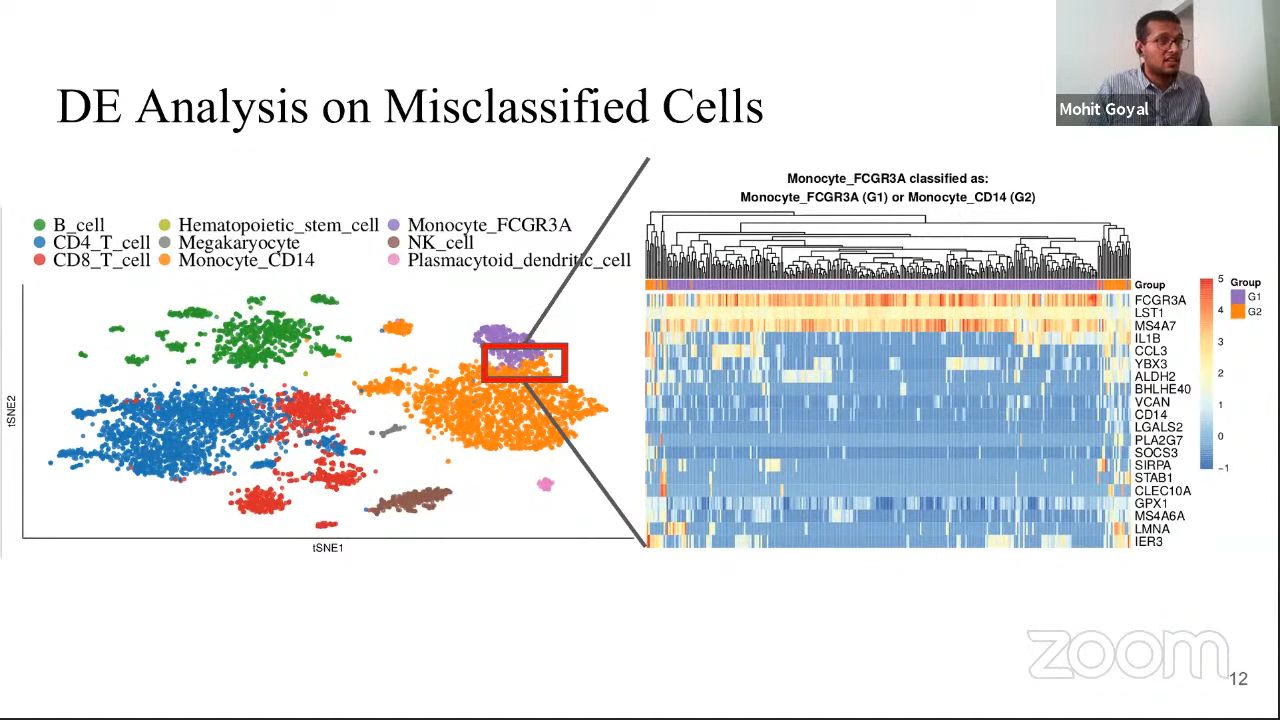 Mohit Goyal
DE Analysis on Misclassified Cells
B_cell
CD4_T_cell
CD8_T_cell
Hematopoietic_stem_cell
Megakaryocyte
Monocyte_CD14
Monocyte_FCGR3A
NK_cell
Plasmacytoid_dendritic_cell
tSNE2
tSNE1
Monocyte_FCGR3A classified as:
Monocyte_FCGR3A (G1) or Monocyte_CD14 (G2)
Group
FCGR3A
LST1
MS4A7
IL1B
CCL3
YBX3
ALDH2
BHLHE40
VCAN
CD14
LGALS2
PLA2G7
SOCS3
SIRPA
STAB1
CLEC10A
GPX1
MS4A6A
LMNA
IER3
5
4
3
2
1
0
−1
Group
G1
G2
zoom
12